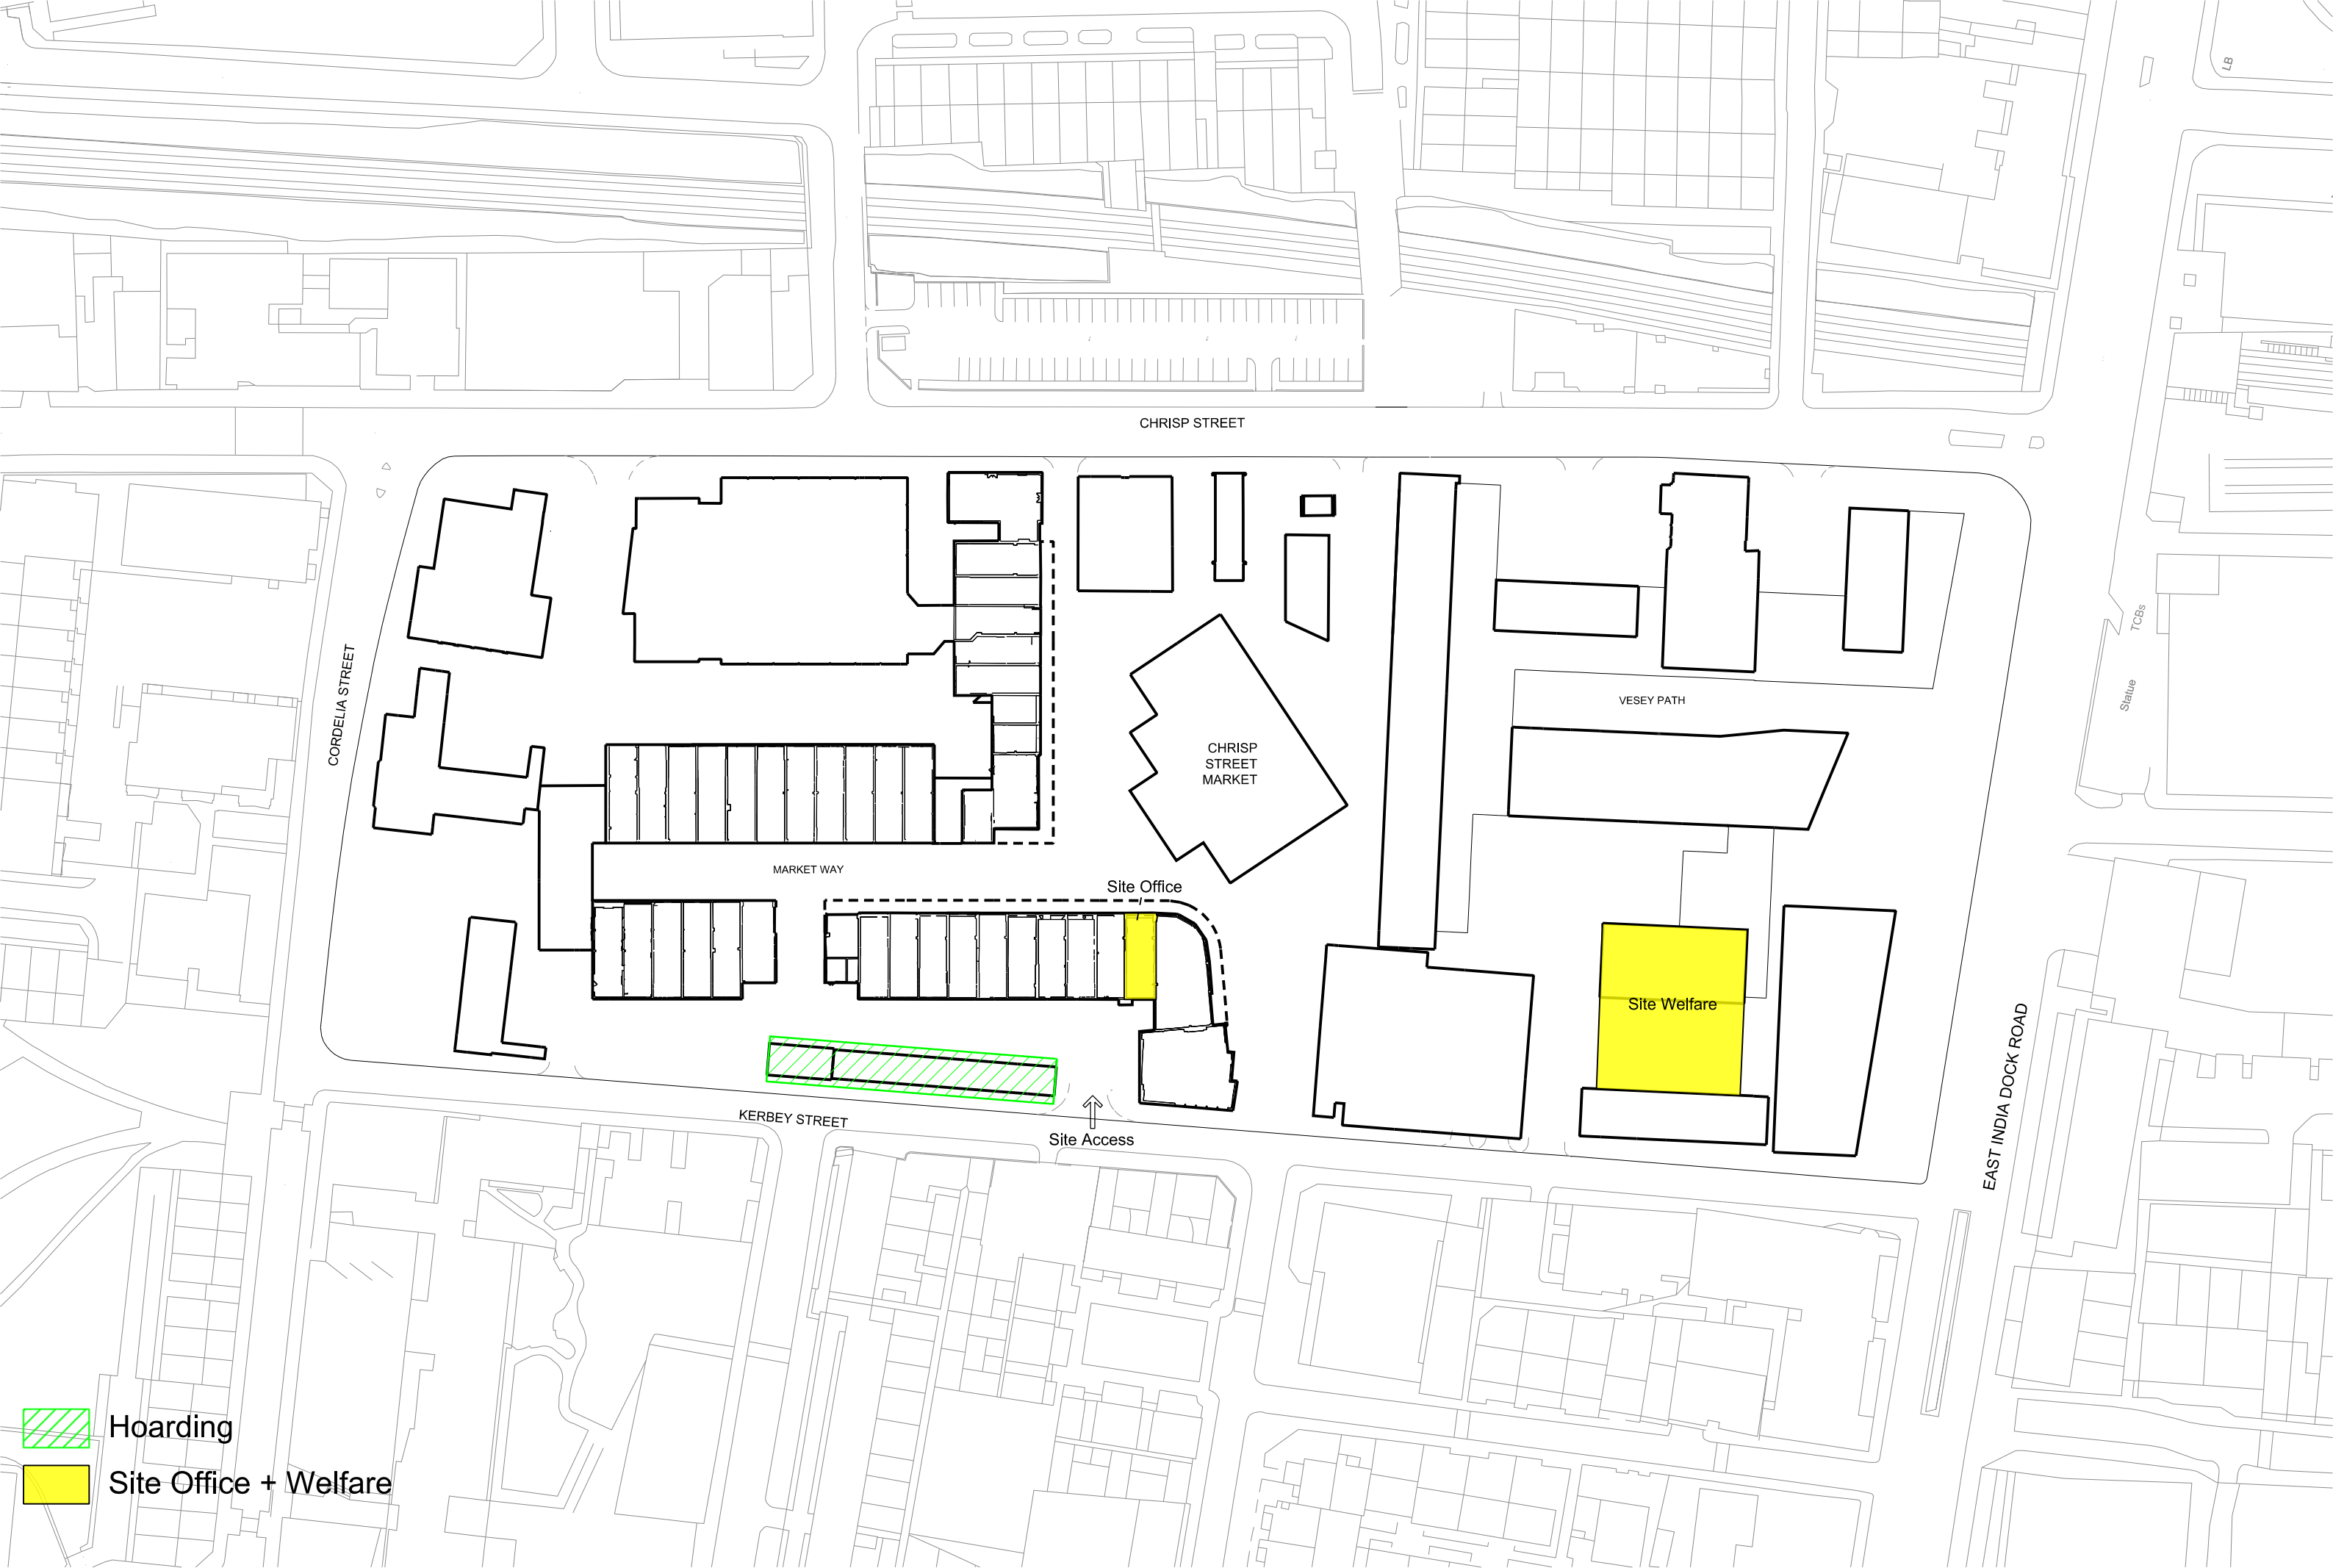 LB
CHRISP STREET
TCBs
CORDELIA STREET
Statue
VESEY PATH
CHRISP
STREET
MARKET
MARKET WAY
Site Office
Site Welfare
EAST INDIA DOCK ROAD
KERBEY STREET
Site Access
Hoarding
Site Office + Welfare